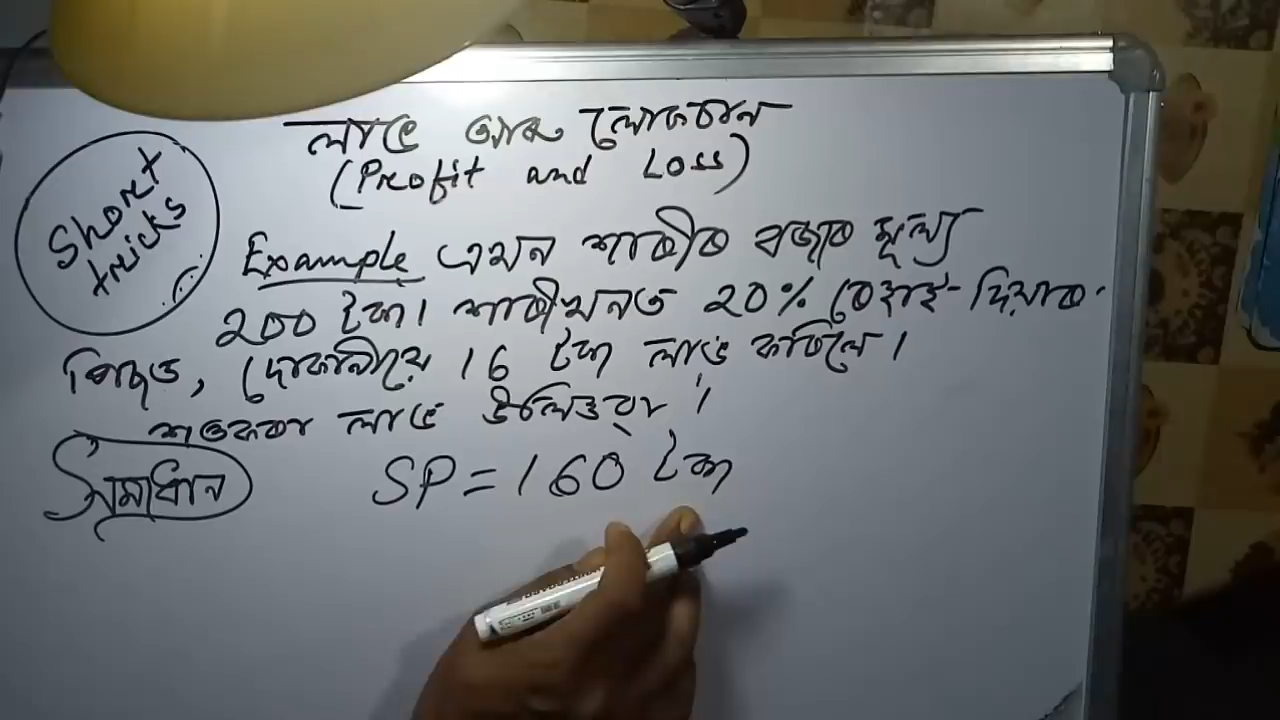 লাভ আৰু লোকচান
(Profit and Loss)
Short
tricks
Example এখন শাৰীৰ বজাৰ মূল্য
200 টকা। শাৰীখনত 20% ৰেহাই দিয়াৰ
পিছত, দোকানীয়ে 16 টকা লাভ কৰিলে।
শতকৰা লাভ উলিওৱা।
সমাধান
SP = 160 টকা